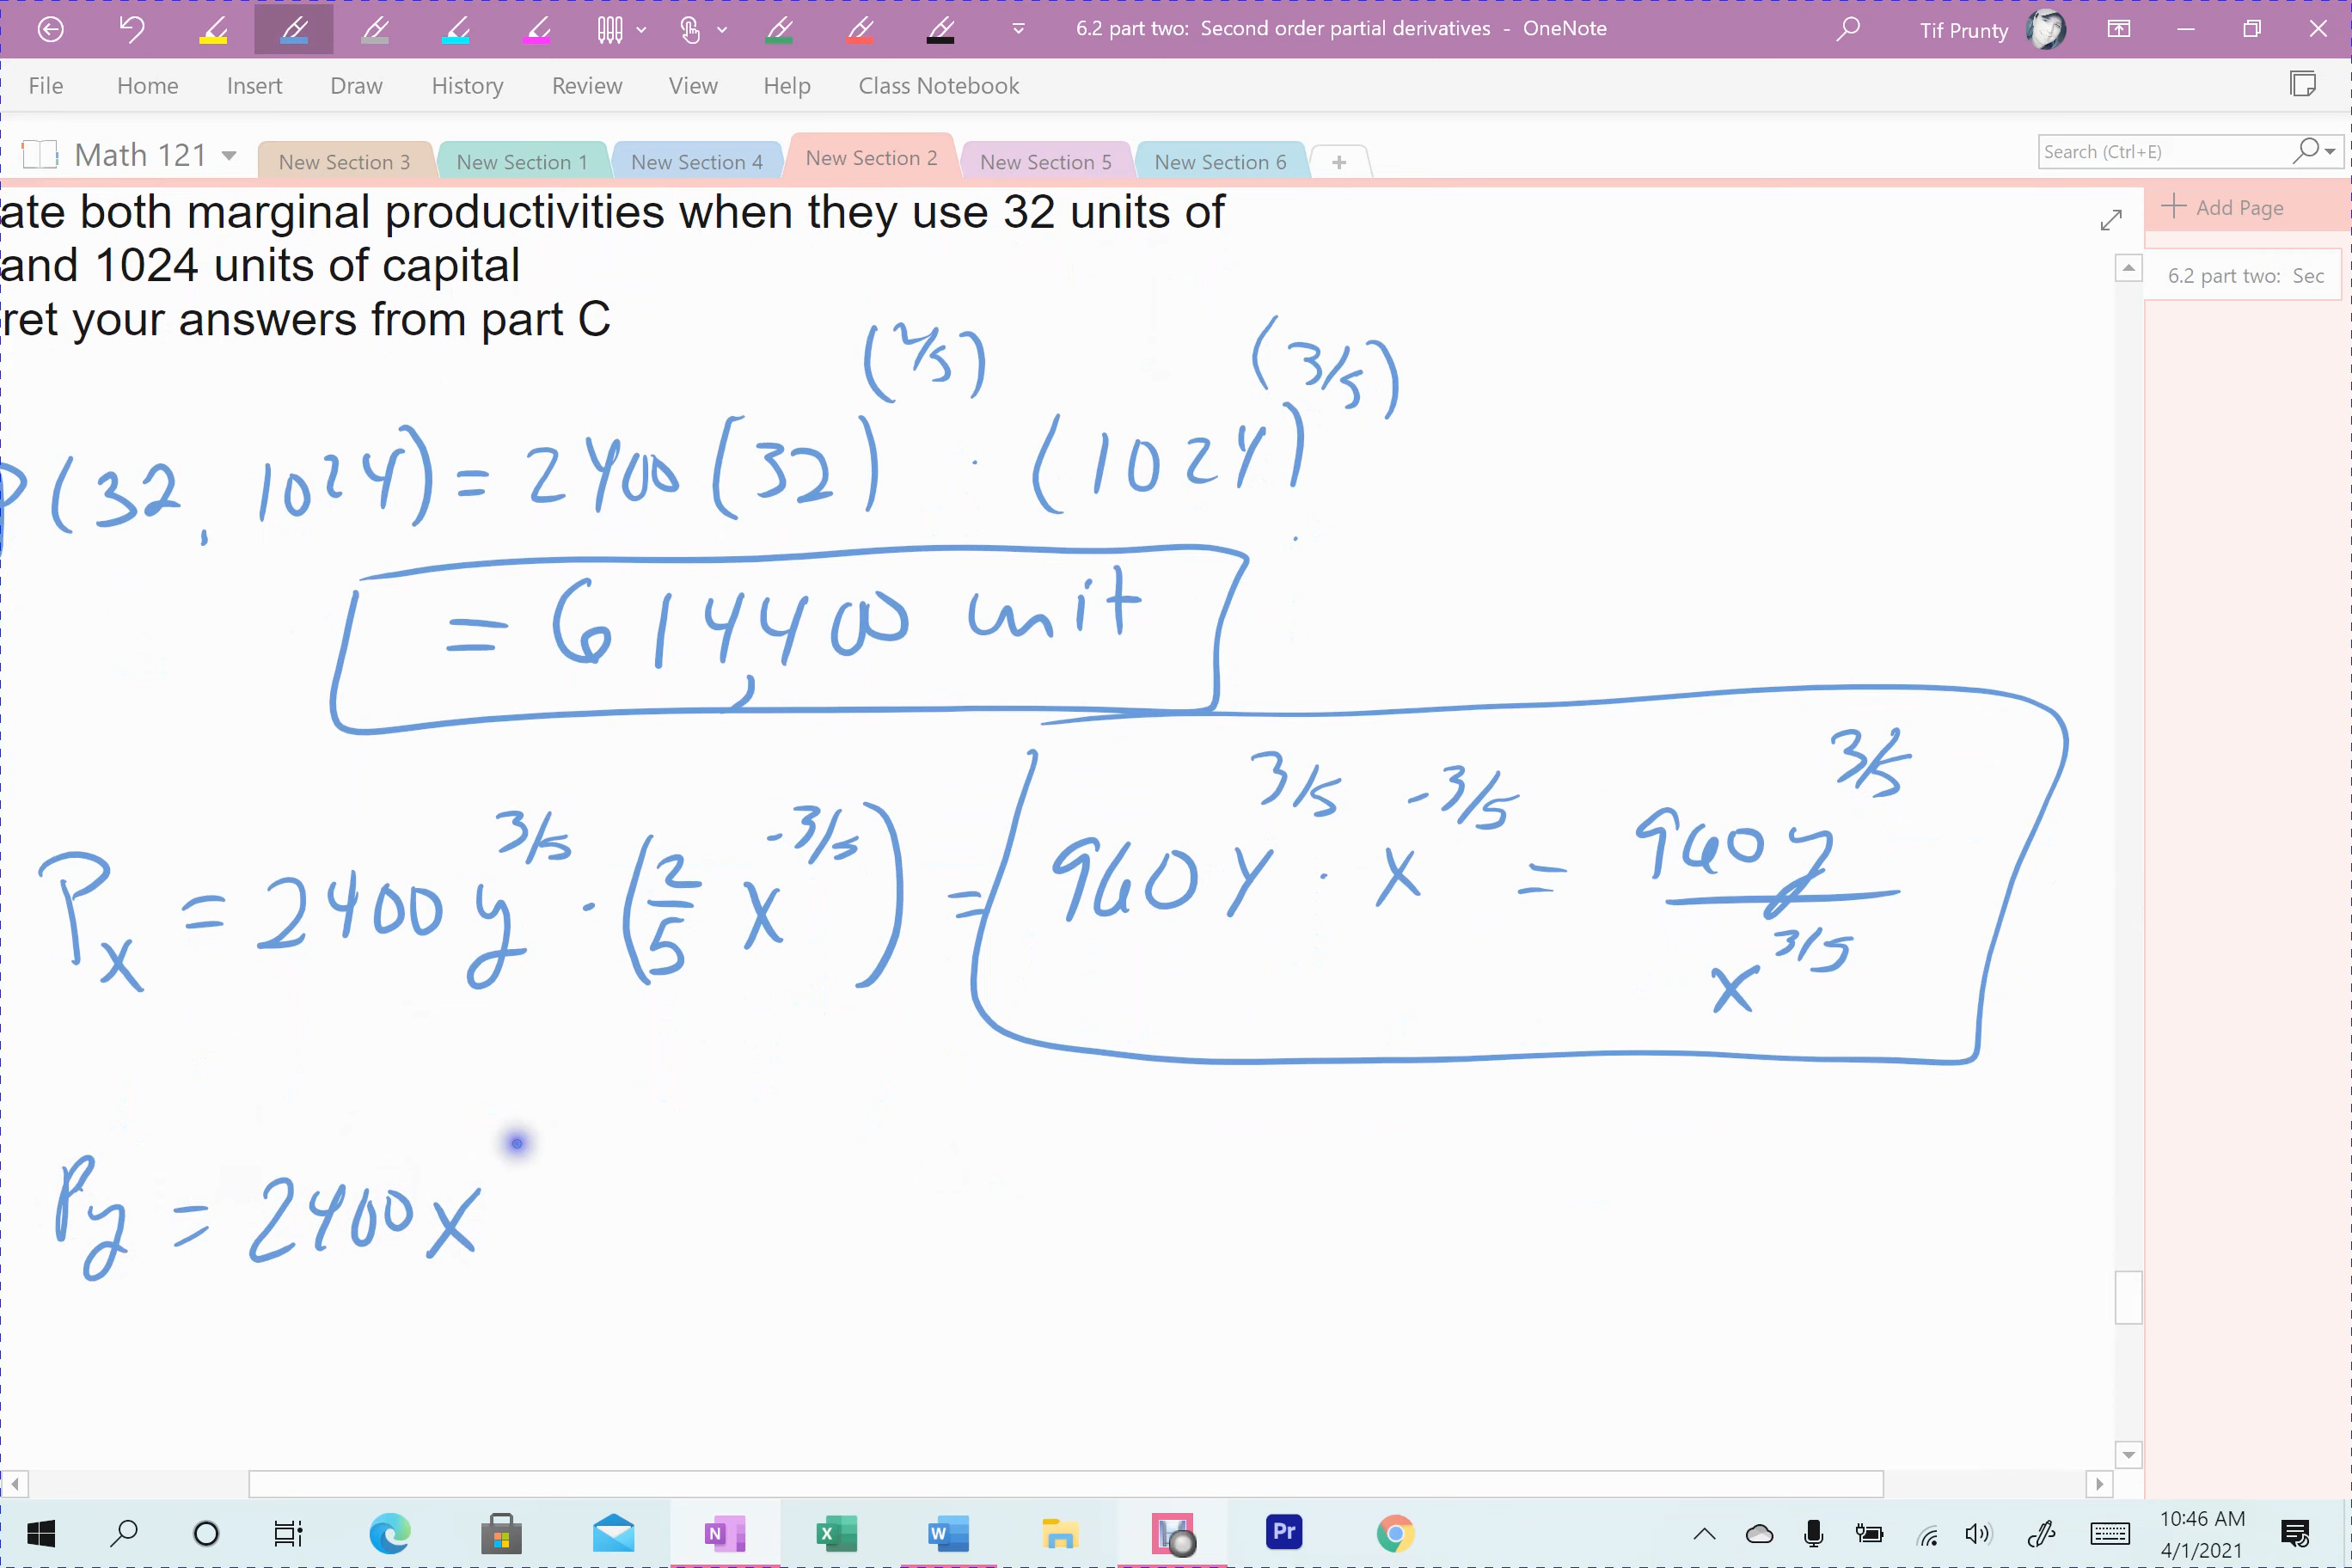 6.2 part two: Second order partial derivatives - OneNote
Tif Prunty
File Home Insert Draw History Review View Help Class Notebook
Math 121 New Section 3 New Section 1 New Section 4 New Section 2 New Section 5 New Section 6 +
Search (Ctrl+E)
+ Add Page
6.2 part two: Sec
ate both marginal productivities when they use 32 units of
and 1024 units of capital
ret your answers from part C
P(32, 1024) = 2400 (32)^(2/5) · (1024)^(3/5)
= 614,400 unit
P_x = 2400 y^3/5 · (2/5 x^-3/5) = 960 y^3/5 · x^-3/5 = 960 y^3/5 / x^3/5
P_y = 2400 x
10:46 AM
4/1/2021